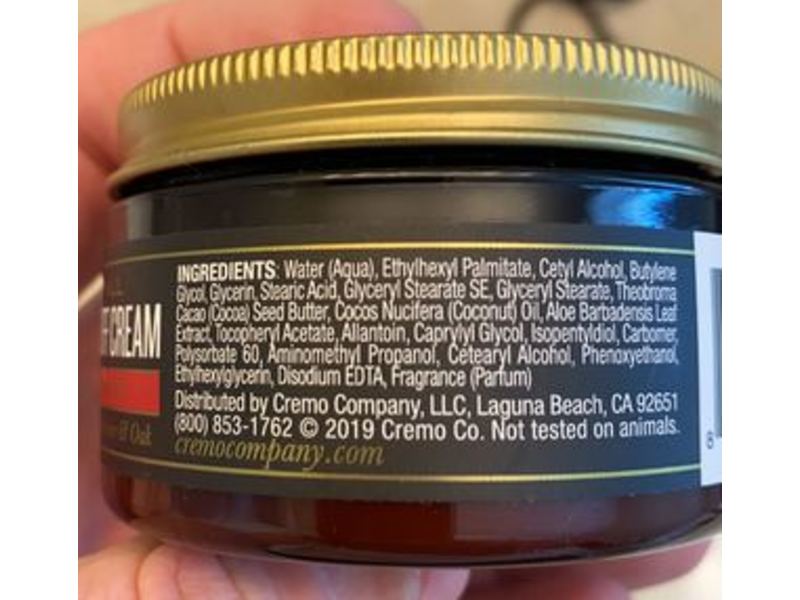 INGREDIENTS: Water (Aqua), Ethylhexyl Palmitate, Cetyl Alcohol, Butylene
Glycol, Glycerin, Stearic Acid, Glyceryl Stearate SE, Glyceryl Stearate, Theobroma
Cacao (Cocoa) Seed Butter, Cocos Nucifera (Coconut) Oil, Aloe Barbadensis Leaf
Extract, Tocopheryl Acetate, Allantoin, Caprylyl Glycol, Isopentyldiol, Carbomer,
Polysorbate 60, Aminomethyl Propanol, Cetearyl Alcohol, Phenoxyethanol,
Ethylhexylglycerin, Disodium EDTA, Fragrance (Parfum)
Distributed by Cremo Company, LLC, Laguna Beach, CA 92651
(800) 853-1762 © 2019 Cremo Co. Not tested on animals.
cremocompany.com
CREAM
& Oak
8